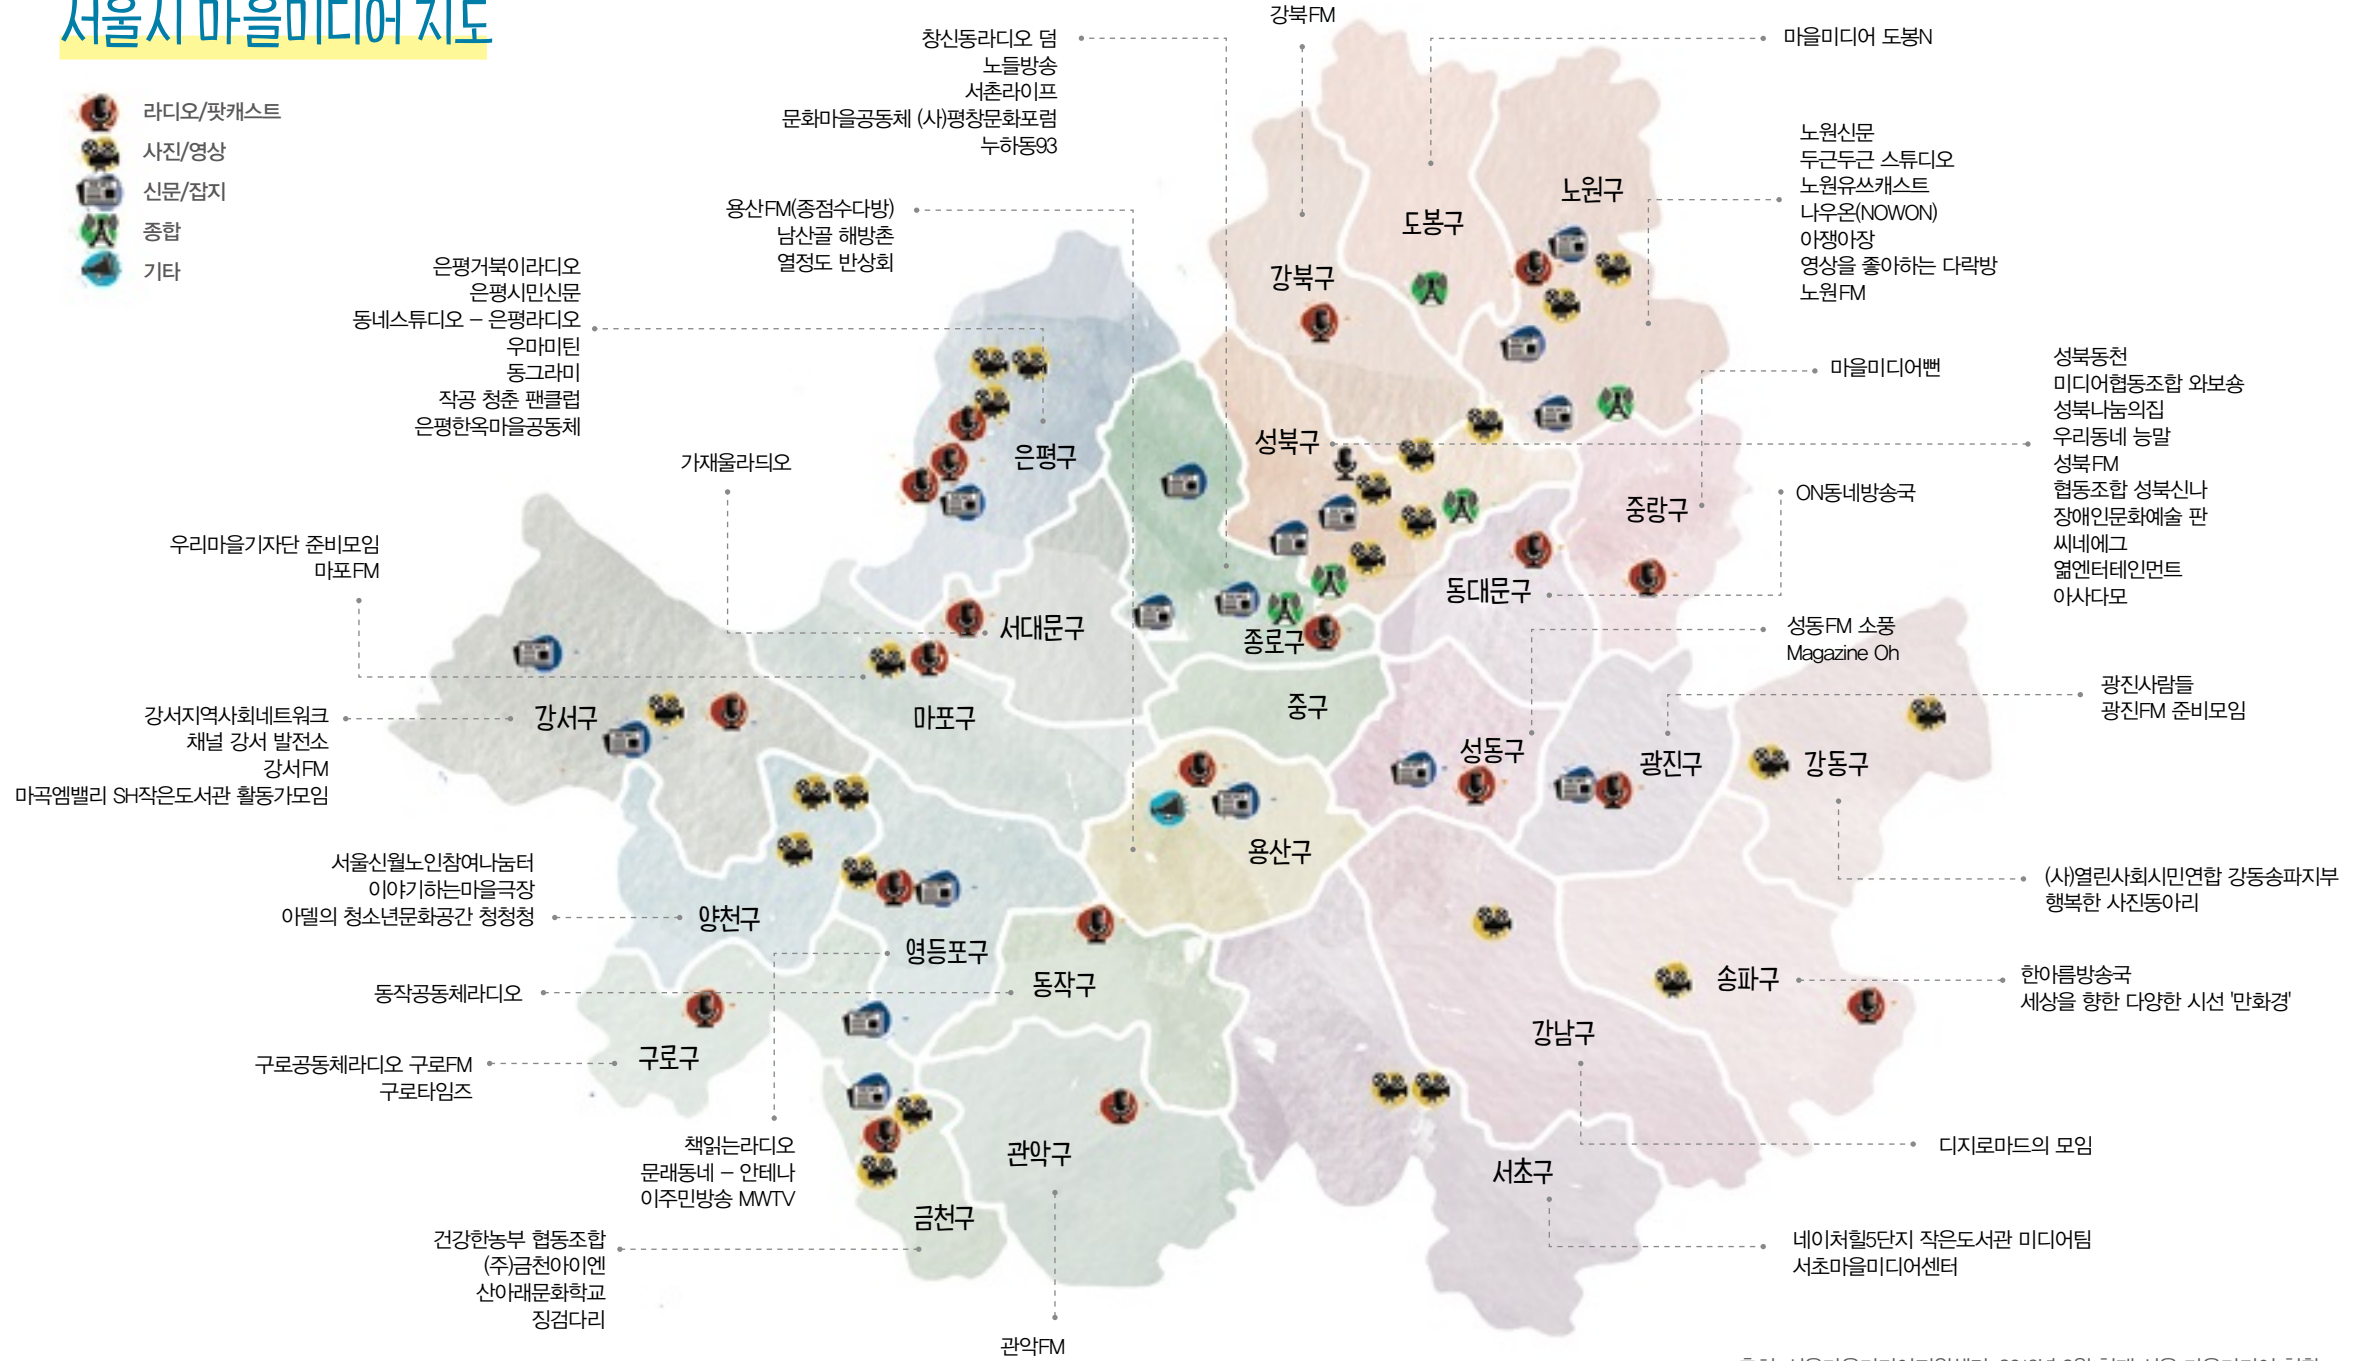 서울시 마을미디어 지도
라디오/팟캐스트
사진/영상
신문/잡지
종합
기타
강북FM
창신동라디오 덤
노들방송
서촌라이프
문화마을공동체 (사)평창문화포럼
누하동93
마을미디어 도봉N
노원신문
두근두근 스튜디오
노원유쓰캐스트
나우온(NOWON)
아쟁아장
영상을 좋아하는 다락방
노원FM
용산FM(종점수다방)
남산골 해방촌
열정도 반상회
은평거북이라디오
은평시민신문
동네스튜디오 – 은평라디오
우마미틴
동그라미
작공 청춘 팬클럽
은평한옥마을공동체
마을미디어뻔
성북동천
미디어협동조합 와보숑
성북나눔의집
우리동네 능말
성북FM
협동조합 성북신나
장애인문화예술 판
씨네에그
엶엔터테인먼트
아사다모
가재울라듸오
ON동네방송국
우리마을기자단 준비모임
마포FM
성동FM 소풍
Magazine Oh
광진사람들
광진FM 준비모임
강서지역사회네트워크
채널 강서 발전소
강서FM
마곡엠밸리 SH작은도서관 활동가모임
서울신월노인참여나눔터
이야기하는마을극장
아델의 청소년문화공간 청청청
(사)열린사회시민연합 강동송파지부
행복한 사진동아리
동작공동체라디오
한아름방송국
세상을 향한 다양한 시선 '만화경'
구로공동체라디오 구로FM
구로타임즈
책읽는라디오
문래동네 – 안테나
이주민방송 MWTV
디지로마드의 모임
건강한농부 협동조합
(주)금천아이엔
산아래문화학교
징검다리
네이처힐5단지 작은도서관 미디어팀
서초마을미디어센터
관악FM
노원구
도봉구
강북구
성북구
은평구
중랑구
동대문구
서대문구
종로구
중구
강서구
마포구
성동구
광진구
강동구
용산구
양천구
영등포구
동작구
송파구
구로구
강남구
관악구
서초구
금천구